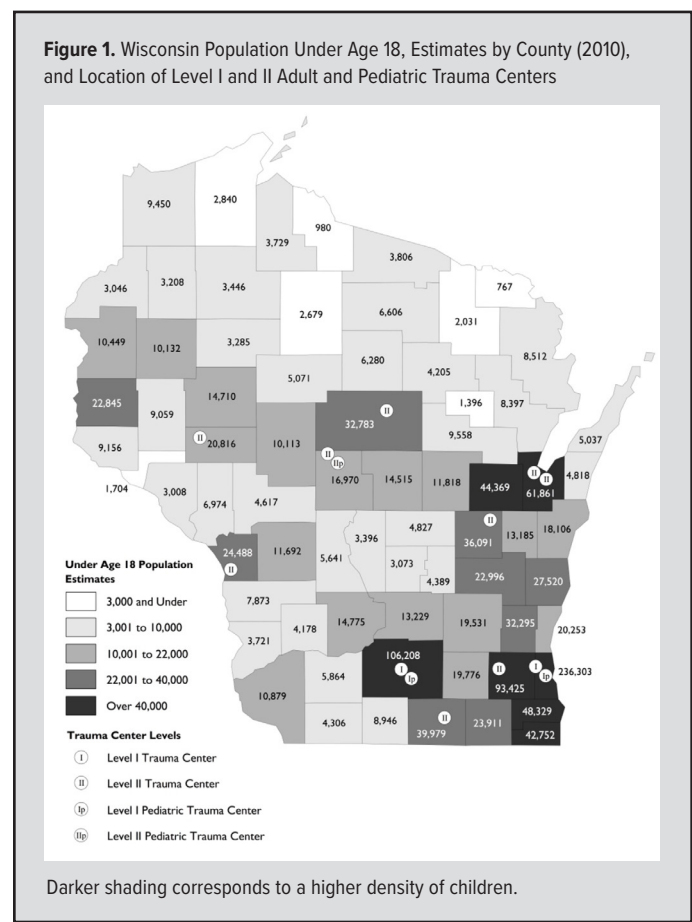 Figure 1. Wisconsin Population Under Age 18, Estimates by County (2010),
and Location of Level I and II Adult and Pediatric Trauma Centers
9,450
2,840
980
3,729
3,806
3,046
3,208
3,446
767
2,679
6,606
2,031
10,449
10,132
3,285
8,512
6,280
5,071
4,205
22,845
14,710
1,396
8,397
9,059
32,783
II
II
20,816
10,113
9,558
5,037
9,156
II
IIp
16,970
14,515
11,818
44,369
II
II
61,861
4,818
1,704
3,008
6,974
4,617
24,488
II
11,692
5,641
3,396
4,827
II
36,091
13,185
18,106
3,073
4,389
22,996
27,520
7,873
4,178
14,775
13,229
19,531
32,295
20,253
3,721
10,879
5,864
106,208
I
Ip
19,776
II
93,425
I
Ip
236,303
4,306
8,946
II
39,979
23,911
48,329
42,752
Under Age 18 Population
Estimates
3,000 and Under
3,001 to 10,000
10,001 to 22,000
22,001 to 40,000
Over 40,000
Trauma Center Levels
I Level I Trauma Center
II Level II Trauma Center
Ip Level I Pediatric Trauma Center
IIp Level II Pediatric Trauma Center
Darker shading corresponds to a higher density of children.